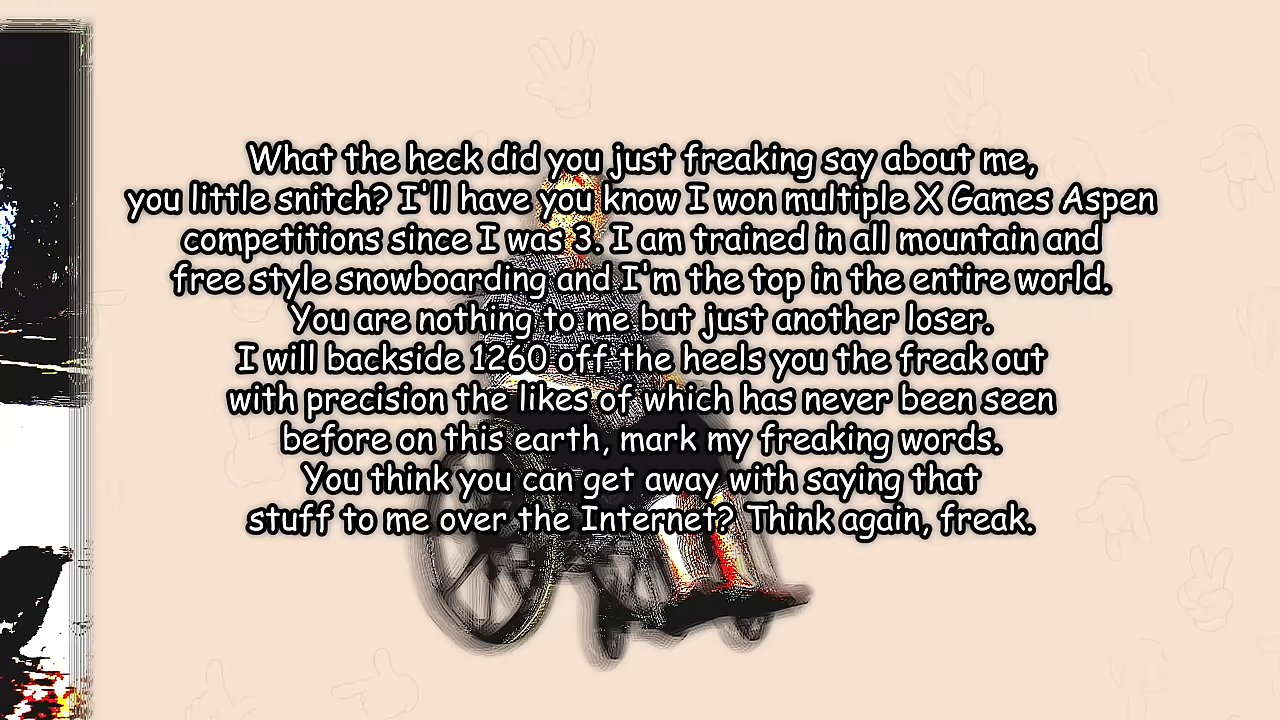 What the heck did you just freaking say about me,
you little snitch? I'll have you know I won multiple X Games Aspen
competitions since I was 3. I am trained in all mountain and
free style snowboarding and I'm the top in the entire world.
You are nothing to me but just another loser.
I will backside 1260 off the heels you the freak out
with precision the likes of which has never been seen
before on this earth, mark my freaking words.
You think you can get away with saying that
stuff to me over the Internet? Think again, freak.